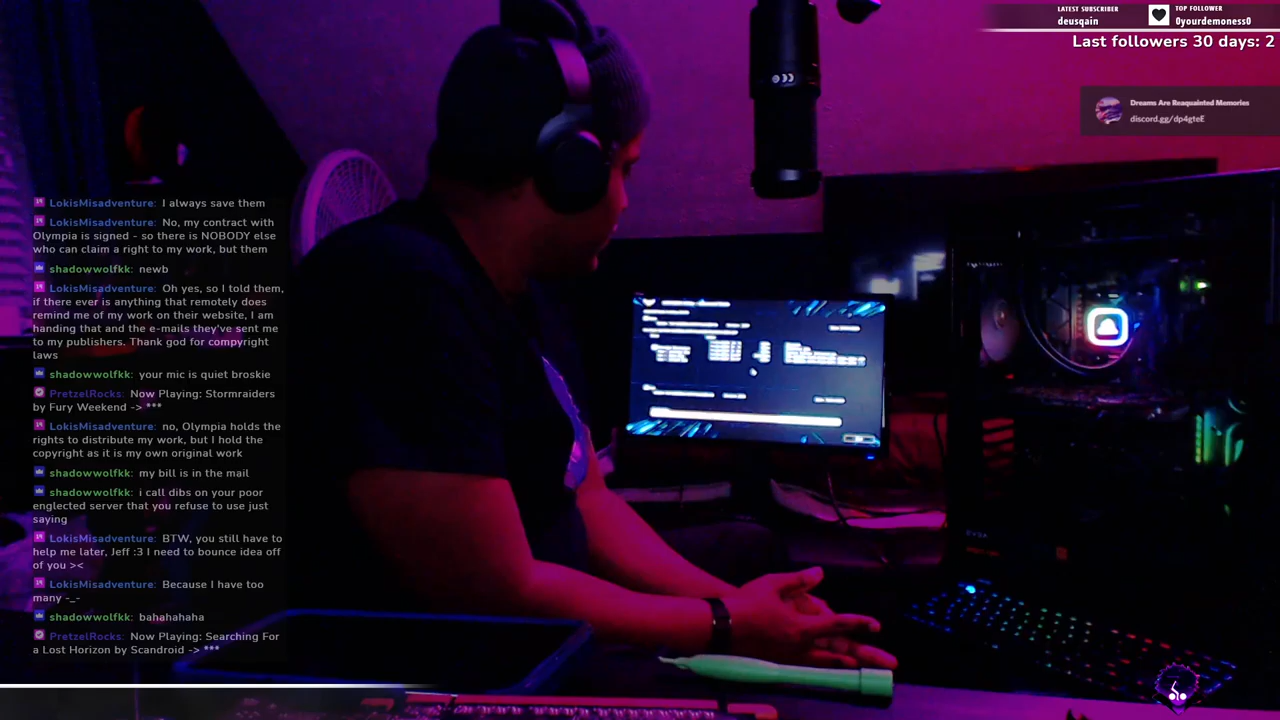 LATEST SUBSCRIBER
deusqain
TOP FOLLOWER
0yourdemoness0
Last followers 30 days: 2
Dreams Are Reaquainted Memories
discord.gg/dp4gteE
LokisMisadventure: I always save them
LokisMisadventure: No, my contract with
Olympia is signed - so there is NOBODY else
who can claim a right to my work, but them
shadowwolfkk: newb
LokisMisadventure: Oh yes, so I told them,
if there ever is anything that remotely does
remind me of my work on their website, I am
handing that and the e-mails they've sent me
to my publishers. Thank god for compyright
laws
shadowwolfkk: your mic is quiet broskie
PretzelRocks: Now Playing: Stormraiders
by Fury Weekend -> ***
LokisMisadventure: no, Olympia holds the
rights to distribute my work, but I hold the
copyright as it is my own original work
shadowwolfkk: my bill is in the mail
shadowwolfkk: i call dibs on your poor
englected server that you refuse to use just
saying
LokisMisadventure: BTW, you still have to
help me later, Jeff :3 I need to bounce idea off
of you ><
LokisMisadventure: Because I have too
many -_-
shadowwolfkk: bahahahaha
PretzelRocks: Now Playing: Searching For
a Lost Horizon by Scandroid -> ***
EVGA